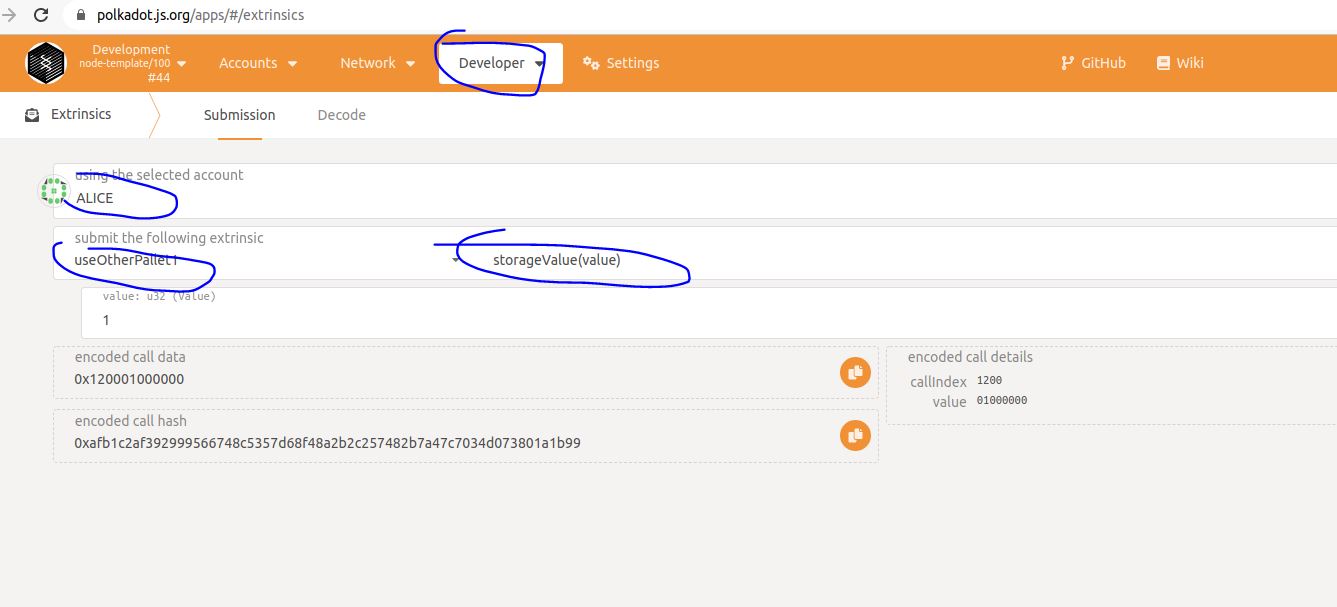 polkadot.js.org/apps/#/extrinsics
Development
node-template/100
#44
Accounts
Network
Developer
Settings
GitHub
Wiki
Extrinsics
Submission
Decode
using the selected account
ALICE
submit the following extrinsic
useOtherPallet1
storageValue(value)
value: u32 (Value)
1
encoded call data
0x120001000000
encoded call details
callIndex 1200
value 01000000
encoded call hash
0xafb1c2af392999566748c5357d68f48a2b2c257482b7a47c7034d073801a1b99